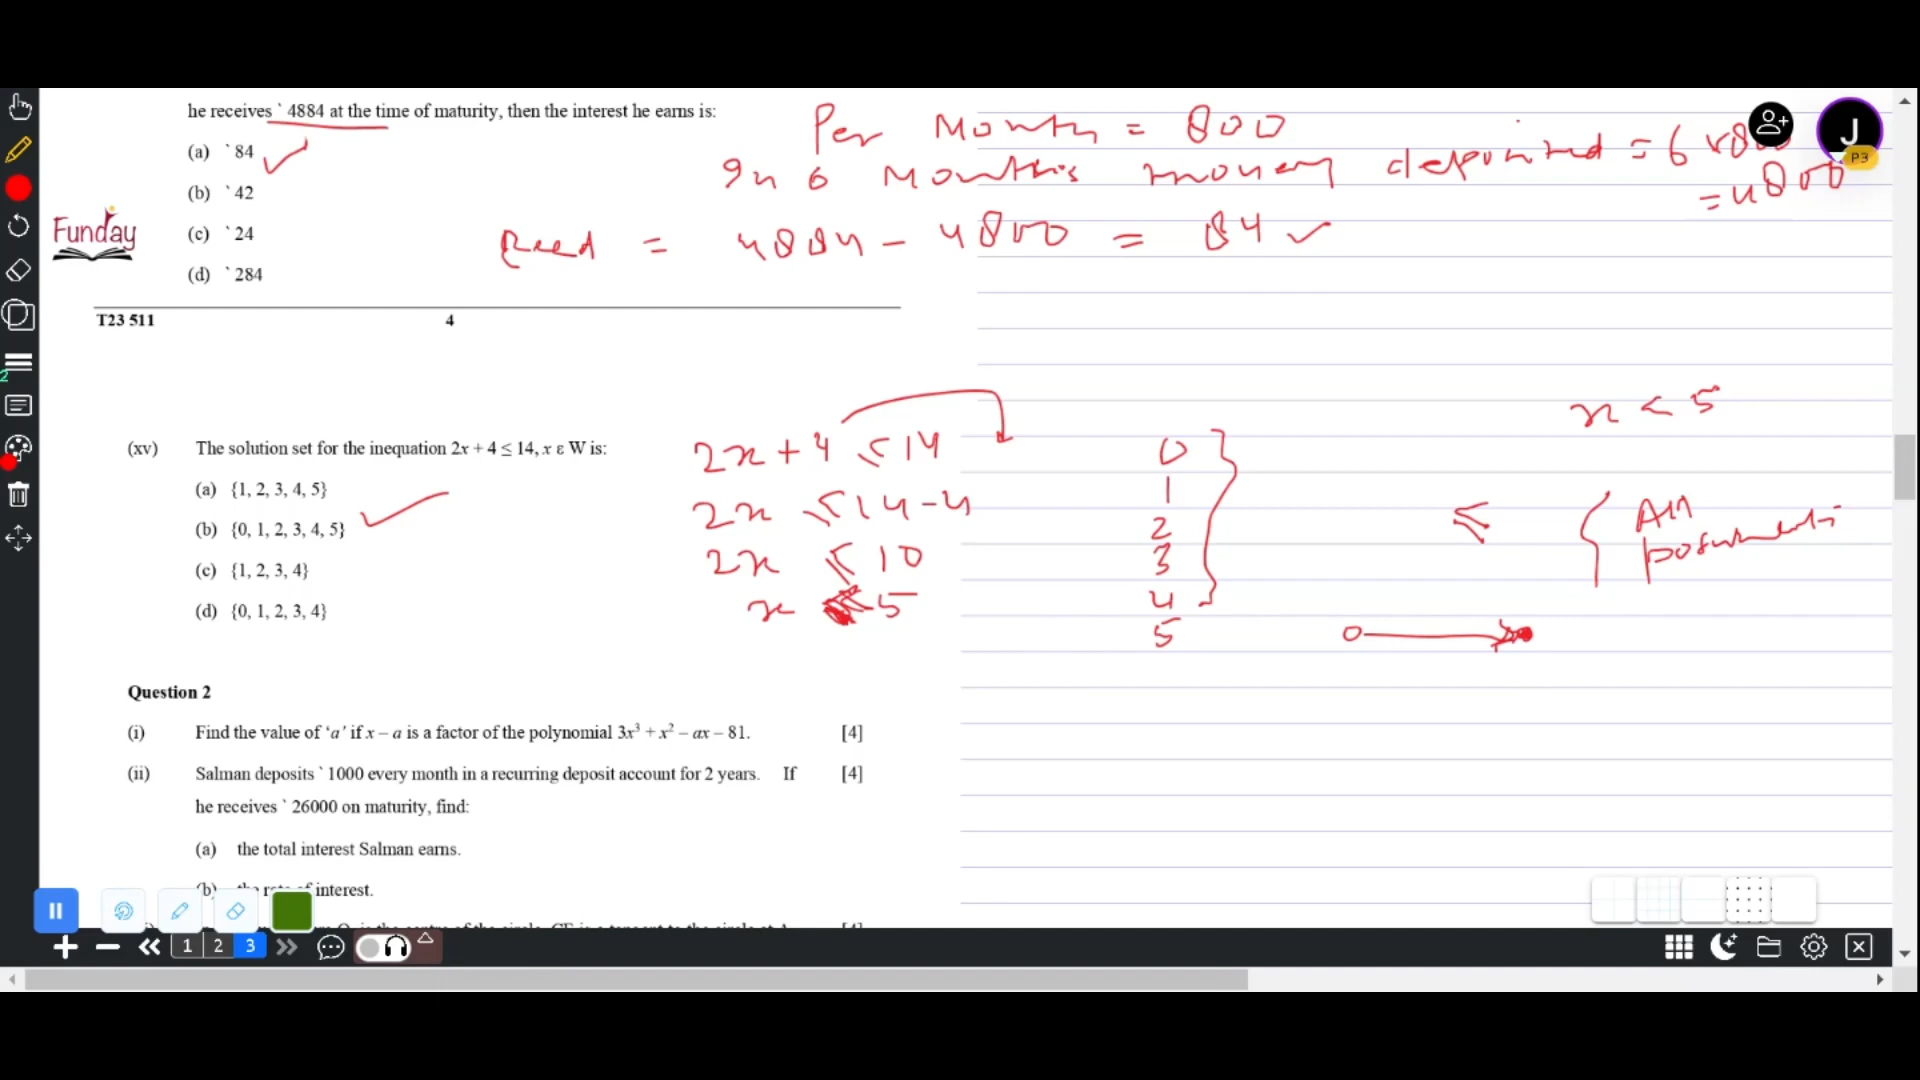 he receives ` 4884 at the time of maturity, then the interest he earns is:
(a) ` 84
(b) ` 42
(c) ` 24
(d) ` 284
Per Month = 800
In 6 Months money deposited = 6 x 80
= 4800
= 4884 - 4800 = 84 ✓
Funday
T23 511 4
(xv) The solution set for the inequation 2x + 4 ≤ 14, x ε W is:
(a) {1, 2, 3, 4, 5}
(b) {0, 1, 2, 3, 4, 5}
(c) {1, 2, 3, 4}
(d) {0, 1, 2, 3, 4}
2x + 4 ≤ 14
2x ≤ 14 - 4
2x ≤ 10
x ≤ 5
0
1
2
3
4
5
x < 5
≤
All
Question 2
(i) Find the value of ‘a’ if x – a is a factor of the polynomial 3x³ + x² – ax – 81. [4]
(ii) Salman deposits ` 1000 every month in a recurring deposit account for 2 years. If [4]
he receives ` 26000 on maturity, find:
(a) the total interest Salman earns.
(b) the rate of interest.
J
P3
2
1 2 3